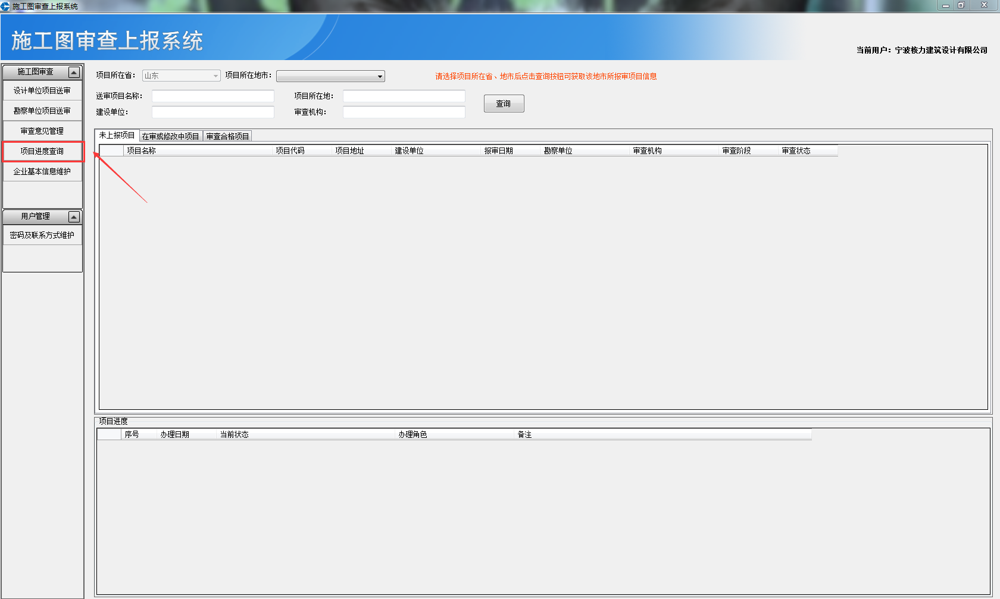 施工图审查上报系统
施工图审查上报系统
当前用户：宁波核力建筑设计有限公司
施工图审查
设计单位项目送审
勘察单位项目送审
审查意见管理
项目进度查询
企业基本信息维护
用户管理
密码及联系方式维护
项目所在省： 山东 项目所在地市： 请选择项目所在省、地市后点击查询按钮可获取该地市所报审项目信息
送审项目名称： 项目所在地：
查询
建设单位： 审查机构：
未上报项目 在审或修改中项目 审查合格项目
项目名称 项目代码 项目地址 建设单位 报审日期 勘察单位 审查机构 审查阶段 审查状态
项目进度
序号 办理日期 当前状态 办理角色 备注